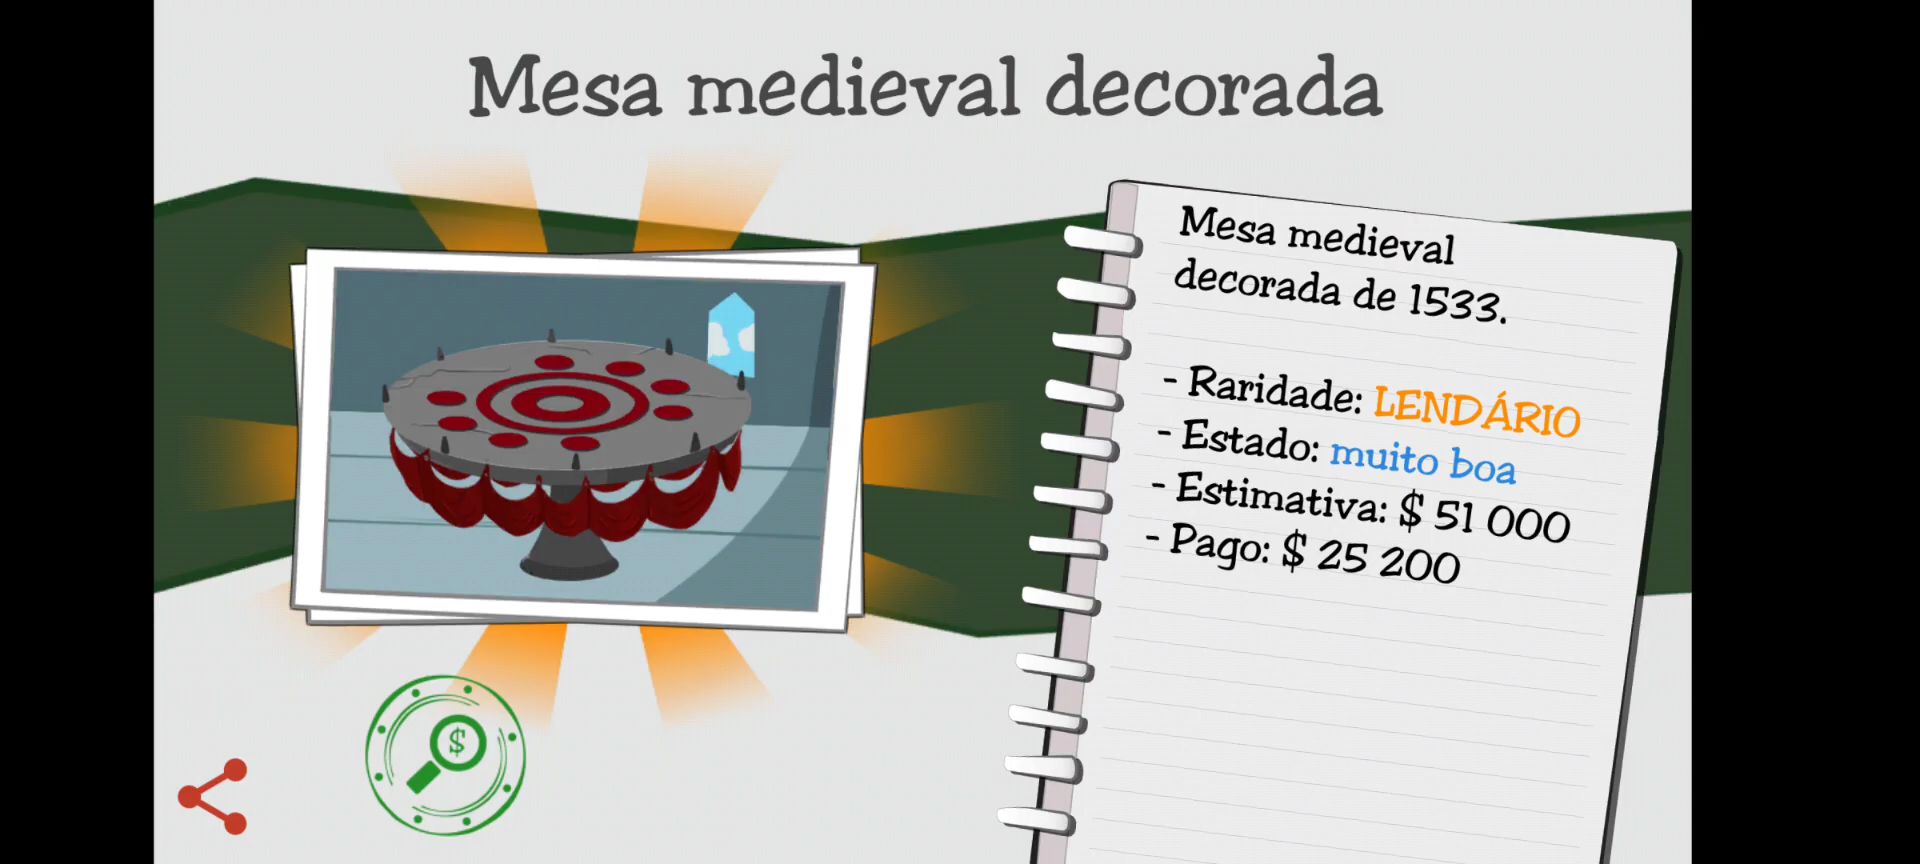 Mesa medieval decorada
Mesa medieval
decorada de 1533.
- Raridade: LENDÁRIO
- Estado: muito boa
- Estimativa: $ 51 000
- Pago: $ 25 200
$